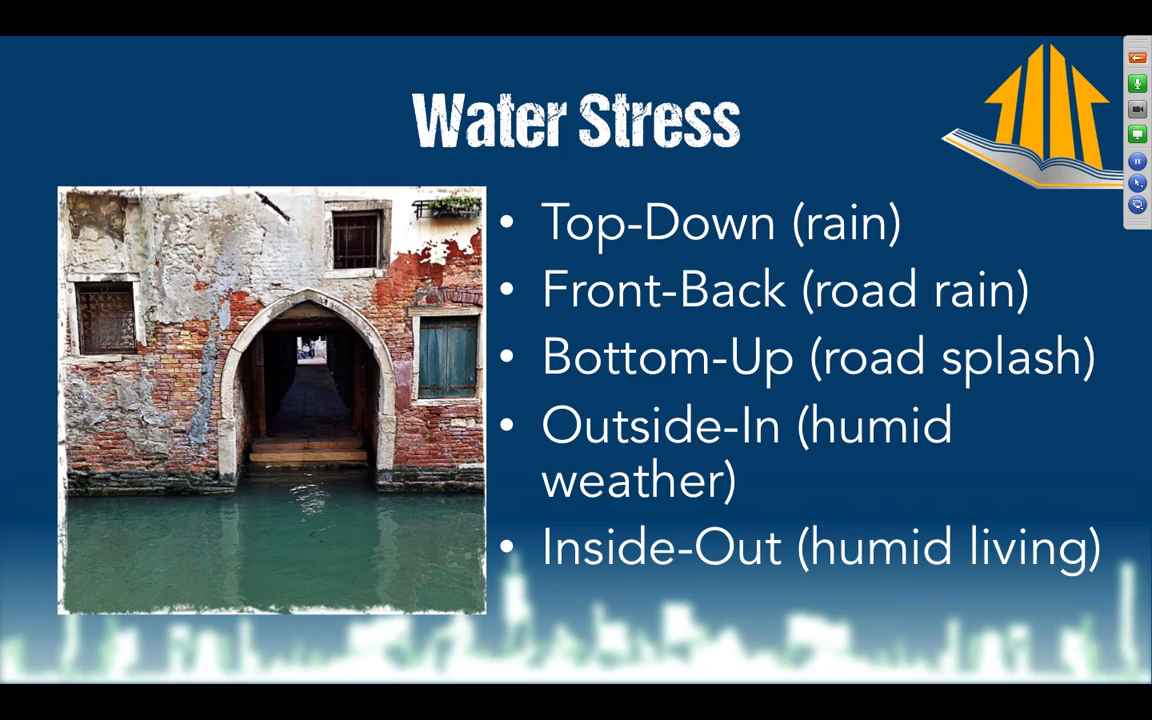 Water Stress
• Top-Down (rain)
• Front-Back (road rain)
• Bottom-Up (road splash)
• Outside-In (humid
weather)
• Inside-Out (humid living)